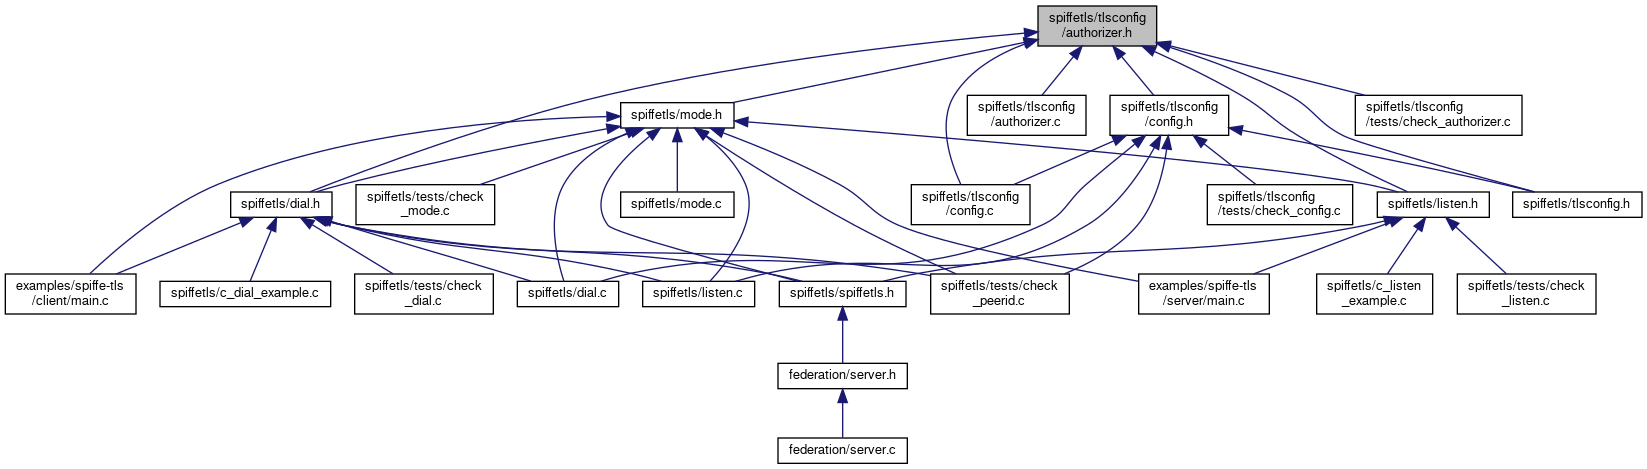 spiffetls/tlsconfig
/authorizer.h
spiffetls/mode.h
spiffetls/tlsconfig
/authorizer.c
spiffetls/tlsconfig
/config.h
spiffetls/tlsconfig
/tests/check_authorizer.c
spiffetls/dial.h
spiffetls/tests/check
_mode.c
spiffetls/mode.c
spiffetls/tlsconfig
/config.c
spiffetls/tlsconfig
/tests/check_config.c
spiffetls/listen.h
spiffetls/tlsconfig.h
examples/spiffe-tls
/client/main.c
spiffetls/c_dial_example.c
spiffetls/tests/check
_dial.c
spiffetls/dial.c
spiffetls/listen.c
spiffetls/spiffetls.h
spiffetls/tests/check
_peerid.c
examples/spiffe-tls
/server/main.c
spiffetls/c_listen
_example.c
spiffetls/tests/check
_listen.c
federation/server.h
federation/server.c